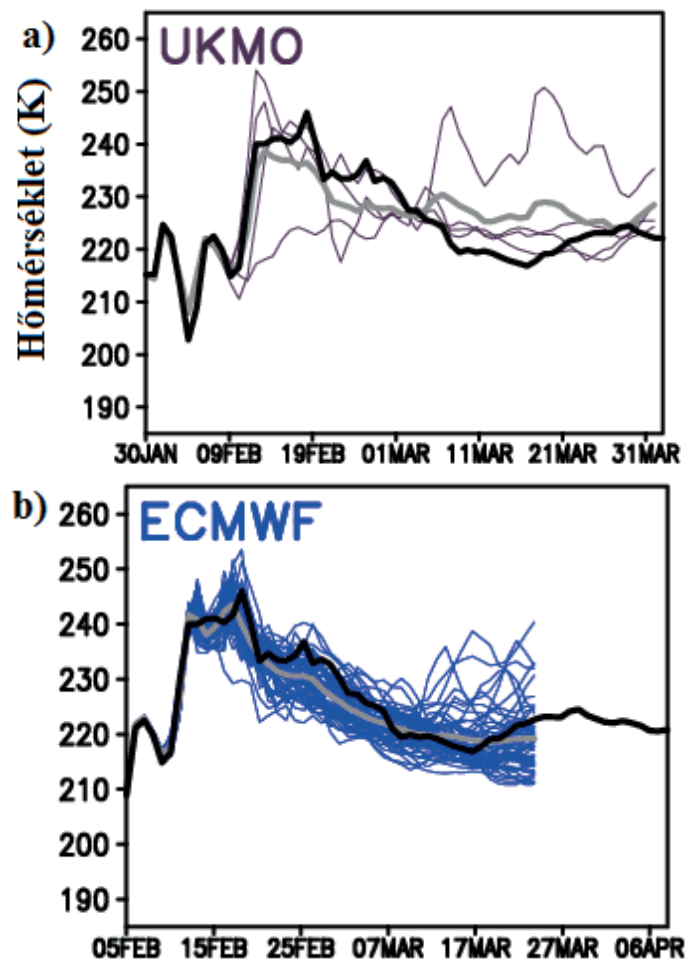 a)
UKMO
Hőmérséklet (K)
260
250
240
230
220
210
200
190
30JAN 09FEB 19FEB 01MAR 11MAR 21MAR 31MAR
b)
ECMWF
260
250
240
230
220
210
200
190
05FEB 15FEB 25FEB 07MAR 17MAR 27MAR 06APR